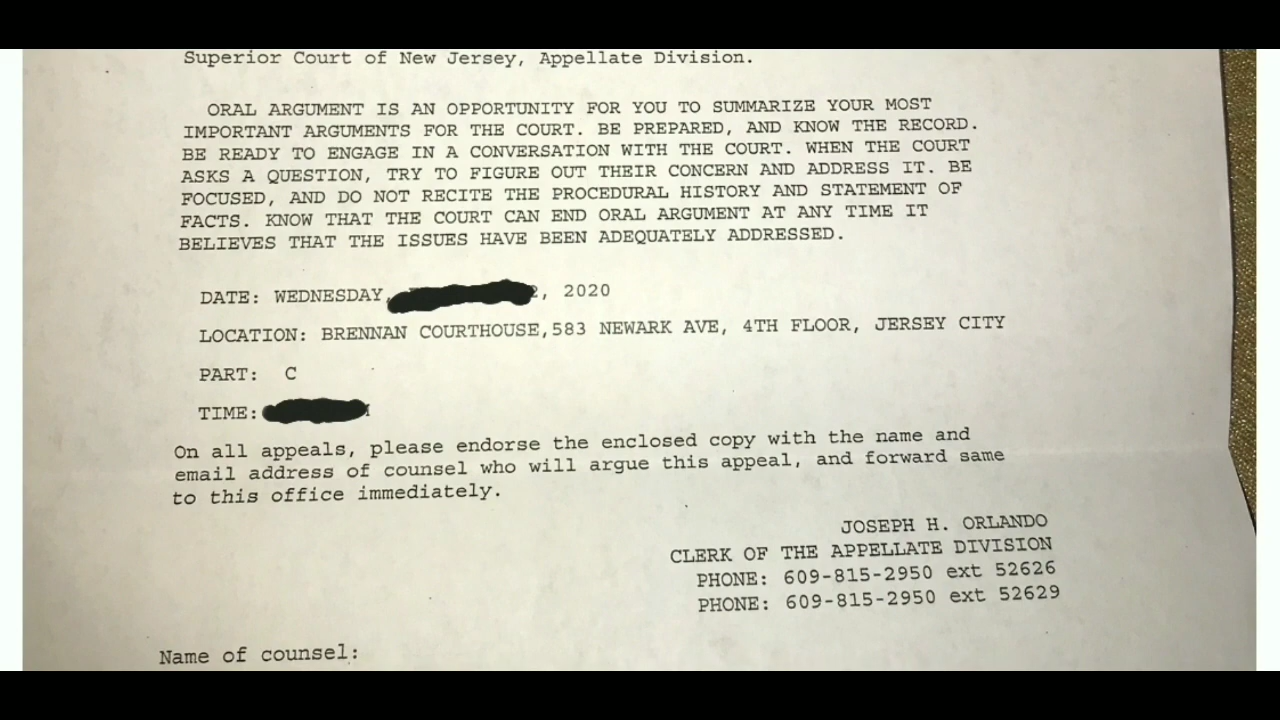 Superior Court of New Jersey, Appellate Division.
ORAL ARGUMENT IS AN OPPORTUNITY FOR YOU TO SUMMARIZE YOUR MOST
IMPORTANT ARGUMENTS FOR THE COURT. BE PREPARED, AND KNOW THE RECORD.
BE READY TO ENGAGE IN A CONVERSATION WITH THE COURT. WHEN THE COURT
ASKS A QUESTION, TRY TO FIGURE OUT THEIR CONCERN AND ADDRESS IT. BE
FOCUSED, AND DO NOT RECITE THE PROCEDURAL HISTORY AND STATEMENT OF
FACTS. KNOW THAT THE COURT CAN END ORAL ARGUMENT AT ANY TIME IT
BELIEVES THAT THE ISSUES HAVE BEEN ADEQUATELY ADDRESSED.
DATE: WEDNESDAY, , 2020
LOCATION: BRENNAN COURTHOUSE,583 NEWARK AVE, 4TH FLOOR, JERSEY CITY
PART: C
TIME:
On all appeals, please endorse the enclosed copy with the name and
email address of counsel who will argue this appeal, and forward same
to this office immediately.
JOSEPH H. ORLANDO
CLERK OF THE APPELLATE DIVISION
PHONE: 609-815-2950 ext 52626
PHONE: 609-815-2950 ext 52629
Name of counsel: